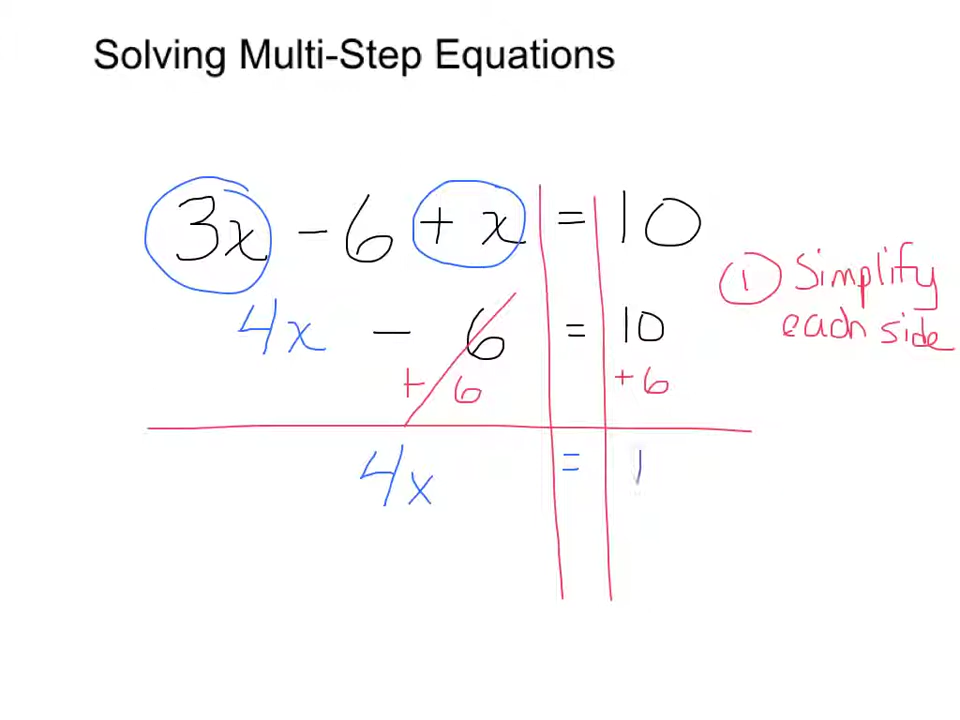 Solving Multi-Step Equations
3x - 6 + x = 10
① Simplify
each side
4x - 6 = 10
+ 6 +6
4x = 1